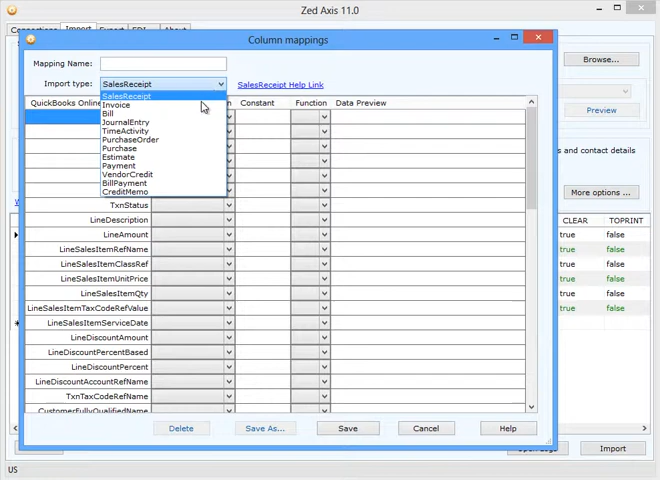 Zed Axis 11.0
Connections Import Export EDI... About
Column mappings
Mapping Name:
Import type: SalesReceipt SalesReceipt Help Link
Browse...
Preview
SalesReceipt
Invoice
Bill
JournalEntry
TimeActivity
PurchaseOrder
Purchase
Estimate
Payment
VendorCredit
BillPayment
CreditMemo
QuickBooks Online Constant Function Data Preview
and contact details
More options ...
TxnStatus
LineDescription
LineAmount
LineSalesItemRefName
LineSalesItemClassRef
LineSalesItemUnitPrice
LineSalesItemQty
LineSalesItemTaxCodeRefValue
LineSalesItemServiceDate
LineDiscountAmount
LineDiscountPercentBased
LineDiscountPercent
LineDiscountAccountRefName
TxnTaxCodeRefName
CustomerFullyQualifiedName
CLEAR TOPRINT
true false
true false
true false
true false
true false
true false
Delete Save As... Save Cancel Help
Import
US